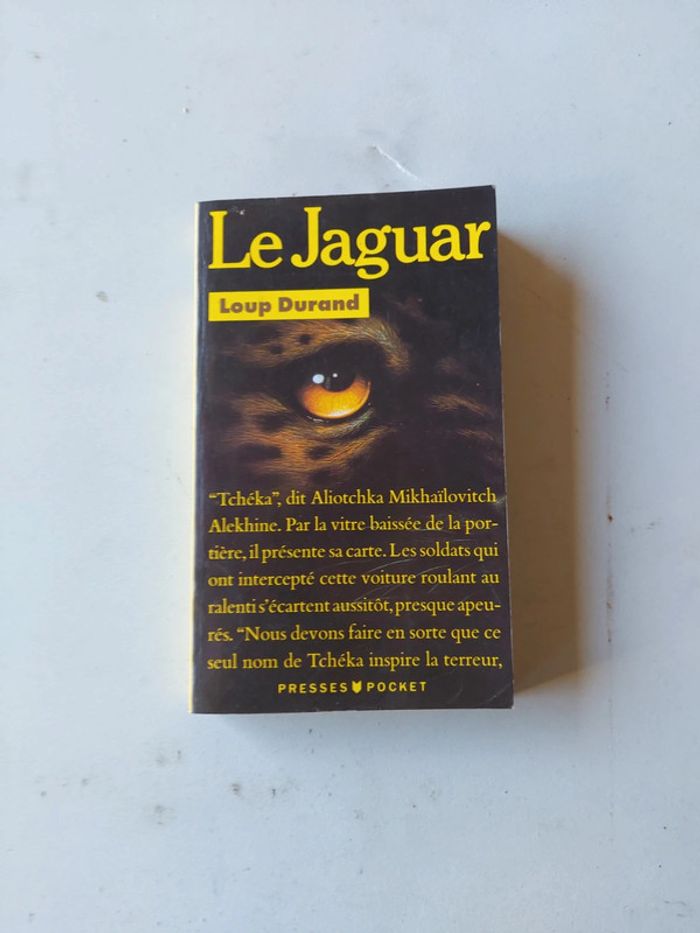 Le Jaguar
Loup Durand
“Tchéka”, dit Aliotchka Mikhaïlovitch
Alekhine. Par la vitre baissée de la por-
tière, il présente sa carte. Les soldats qui
ont intercepté cette voiture roulant au
ralenti s’écartent aussitôt, presque apeu-
rés. “Nous devons faire en sorte que ce
seul nom de Tchéka inspire la terreur,
PRESSES POCKET